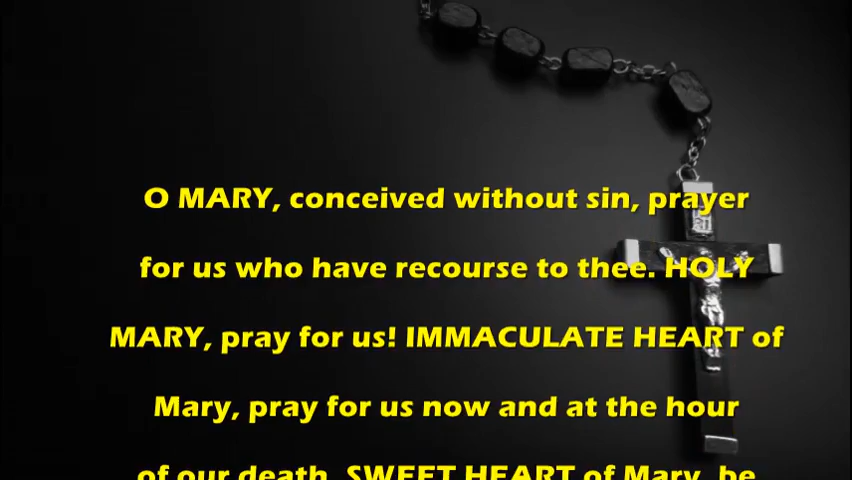 O MARY, conceived without sin, prayer
for us who have recourse to thee. HOLY
MARY, pray for us! IMMACULATE HEART of
Mary, pray for us now and at the hour
of our death. SWEET HEART of Mary, be